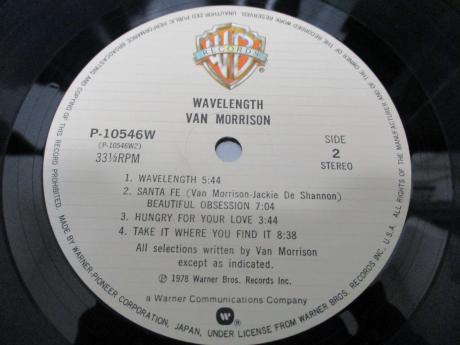 WB
RECORDS
WAVELENGTH
VAN MORRISON
P-10546W
(P-10546W2)
33⅓RPM
SIDE
2
STEREO
1. WAVELENGTH 5:44
2. SANTA FE (Van Morrison-Jackie De Shannon)
BEAUTIFUL OBSESSION 7:04
3. HUNGRY FOR YOUR LOVE 3:44
4. TAKE IT WHERE YOU FIND IT 8:38
All selections written by Van Morrison
except as indicated.
℗ 1978 Warner Bros. Records Inc.
a Warner Communications Company
MANUFACTURED BY WARNER-PIONEER CORPORATION, JAPAN, UNDER LICENSE FROM WARNER BROS. RECORDS INC. U.S.A. ALL RIGHTS OF THE MANUFACTURER AND OF THE OWNER OF THE RECORDED WORK RESERVED. UNAUTHORIZED PUBLIC PERFORMANCE, BROADCASTING AND COPYING OF THIS RECORD PROHIBITED.